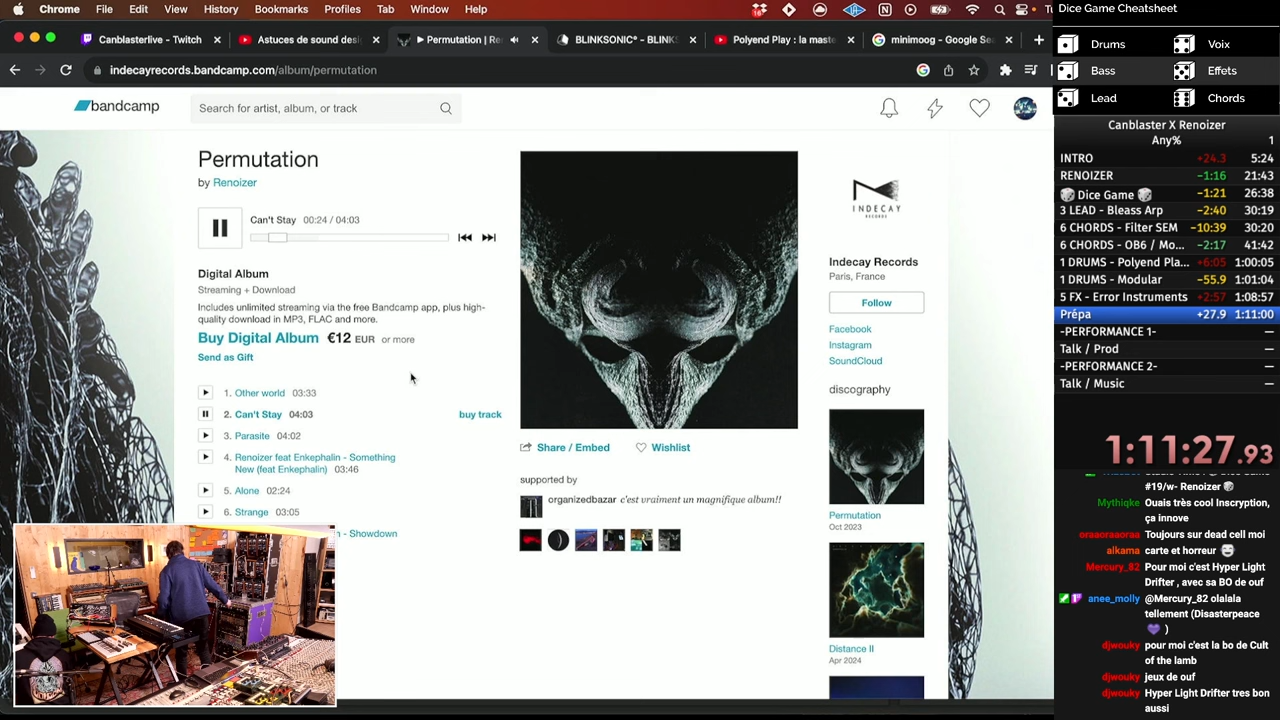 Chrome File Edit View History Bookmarks Profiles Tab Window Help
Canblasterlive - Twitch
Astuces de sound de
▶ Permutation | Re
BLINKSONIC° - BLINK
Polyend Play : la mast
minimoog - Google Se
indecayrecords.bandcamp.com/album/permutation
bandcamp
Search for artist, album, or track
Permutation
by Renoizer
Can't Stay 00:24 / 04:03
Digital Album
Streaming + Download
Includes unlimited streaming via the free Bandcamp app, plus high-
quality download in MP3, FLAC and more.
Buy Digital Album €12 EUR or more
Send as Gift
1. Other world 03:33
2. Can't Stay 04:03 buy track
3. Parasite 04:02
4. Renoizer feat Enkephalin - Something
New (feat Enkephalin) 03:46
5. Alone 02:24
6. Strange 03:05
- Showdown
Share / Embed Wishlist
supported by
organizedbazar c'est vraiment un magnifique album!!
INDECAY
RECORDS
Indecay Records
Paris, France
Follow
Facebook
Instagram
SoundCloud
discography
Permutation
Oct 2023
Distance II
Apr 2024
Dice Game Cheatsheet
Drums Voix
Bass Effets
Lead Chords
Canblaster X Renoizer
Any% 1
INTRO +24.3 5:24
RENOIZER −1:16 21:43
Dice Game −1:21 26:38
3 LEAD - Bleass Arp −2:40 30:19
6 CHORDS - Filter SEM −10:39 30:20
6 CHORDS - OB6 / Mo... −2:17 41:42
1 DRUMS - Polyend Pla... +6:05 1:00:05
1 DRUMS - Modular −55.9 1:01:04
5 FX - Error Instruments +2:57 1:08:57
Prépa +27.9 1:11:00
-PERFORMANCE 1- —
Talk / Prod —
-PERFORMANCE 2- —
Talk / Music —
1:11:27.93
#19/w- Renoizer
Mythiqke Ouais très cool Inscryption,
ça innove
oraoraoraoraa Toujours sur dead cell moi
alkama carte et horreur
Mercury_82 Pour moi c'est Hyper Light
Drifter , avec sa BO de ouf
anee_molly @Mercury_82 olalala
tellement (Disasterpeace
💜 )
djwouky pour moi c'est la bo de Cult
of the lamb
djwouky jeux de ouf
djwouky Hyper Light Drifter tres bon
aussi